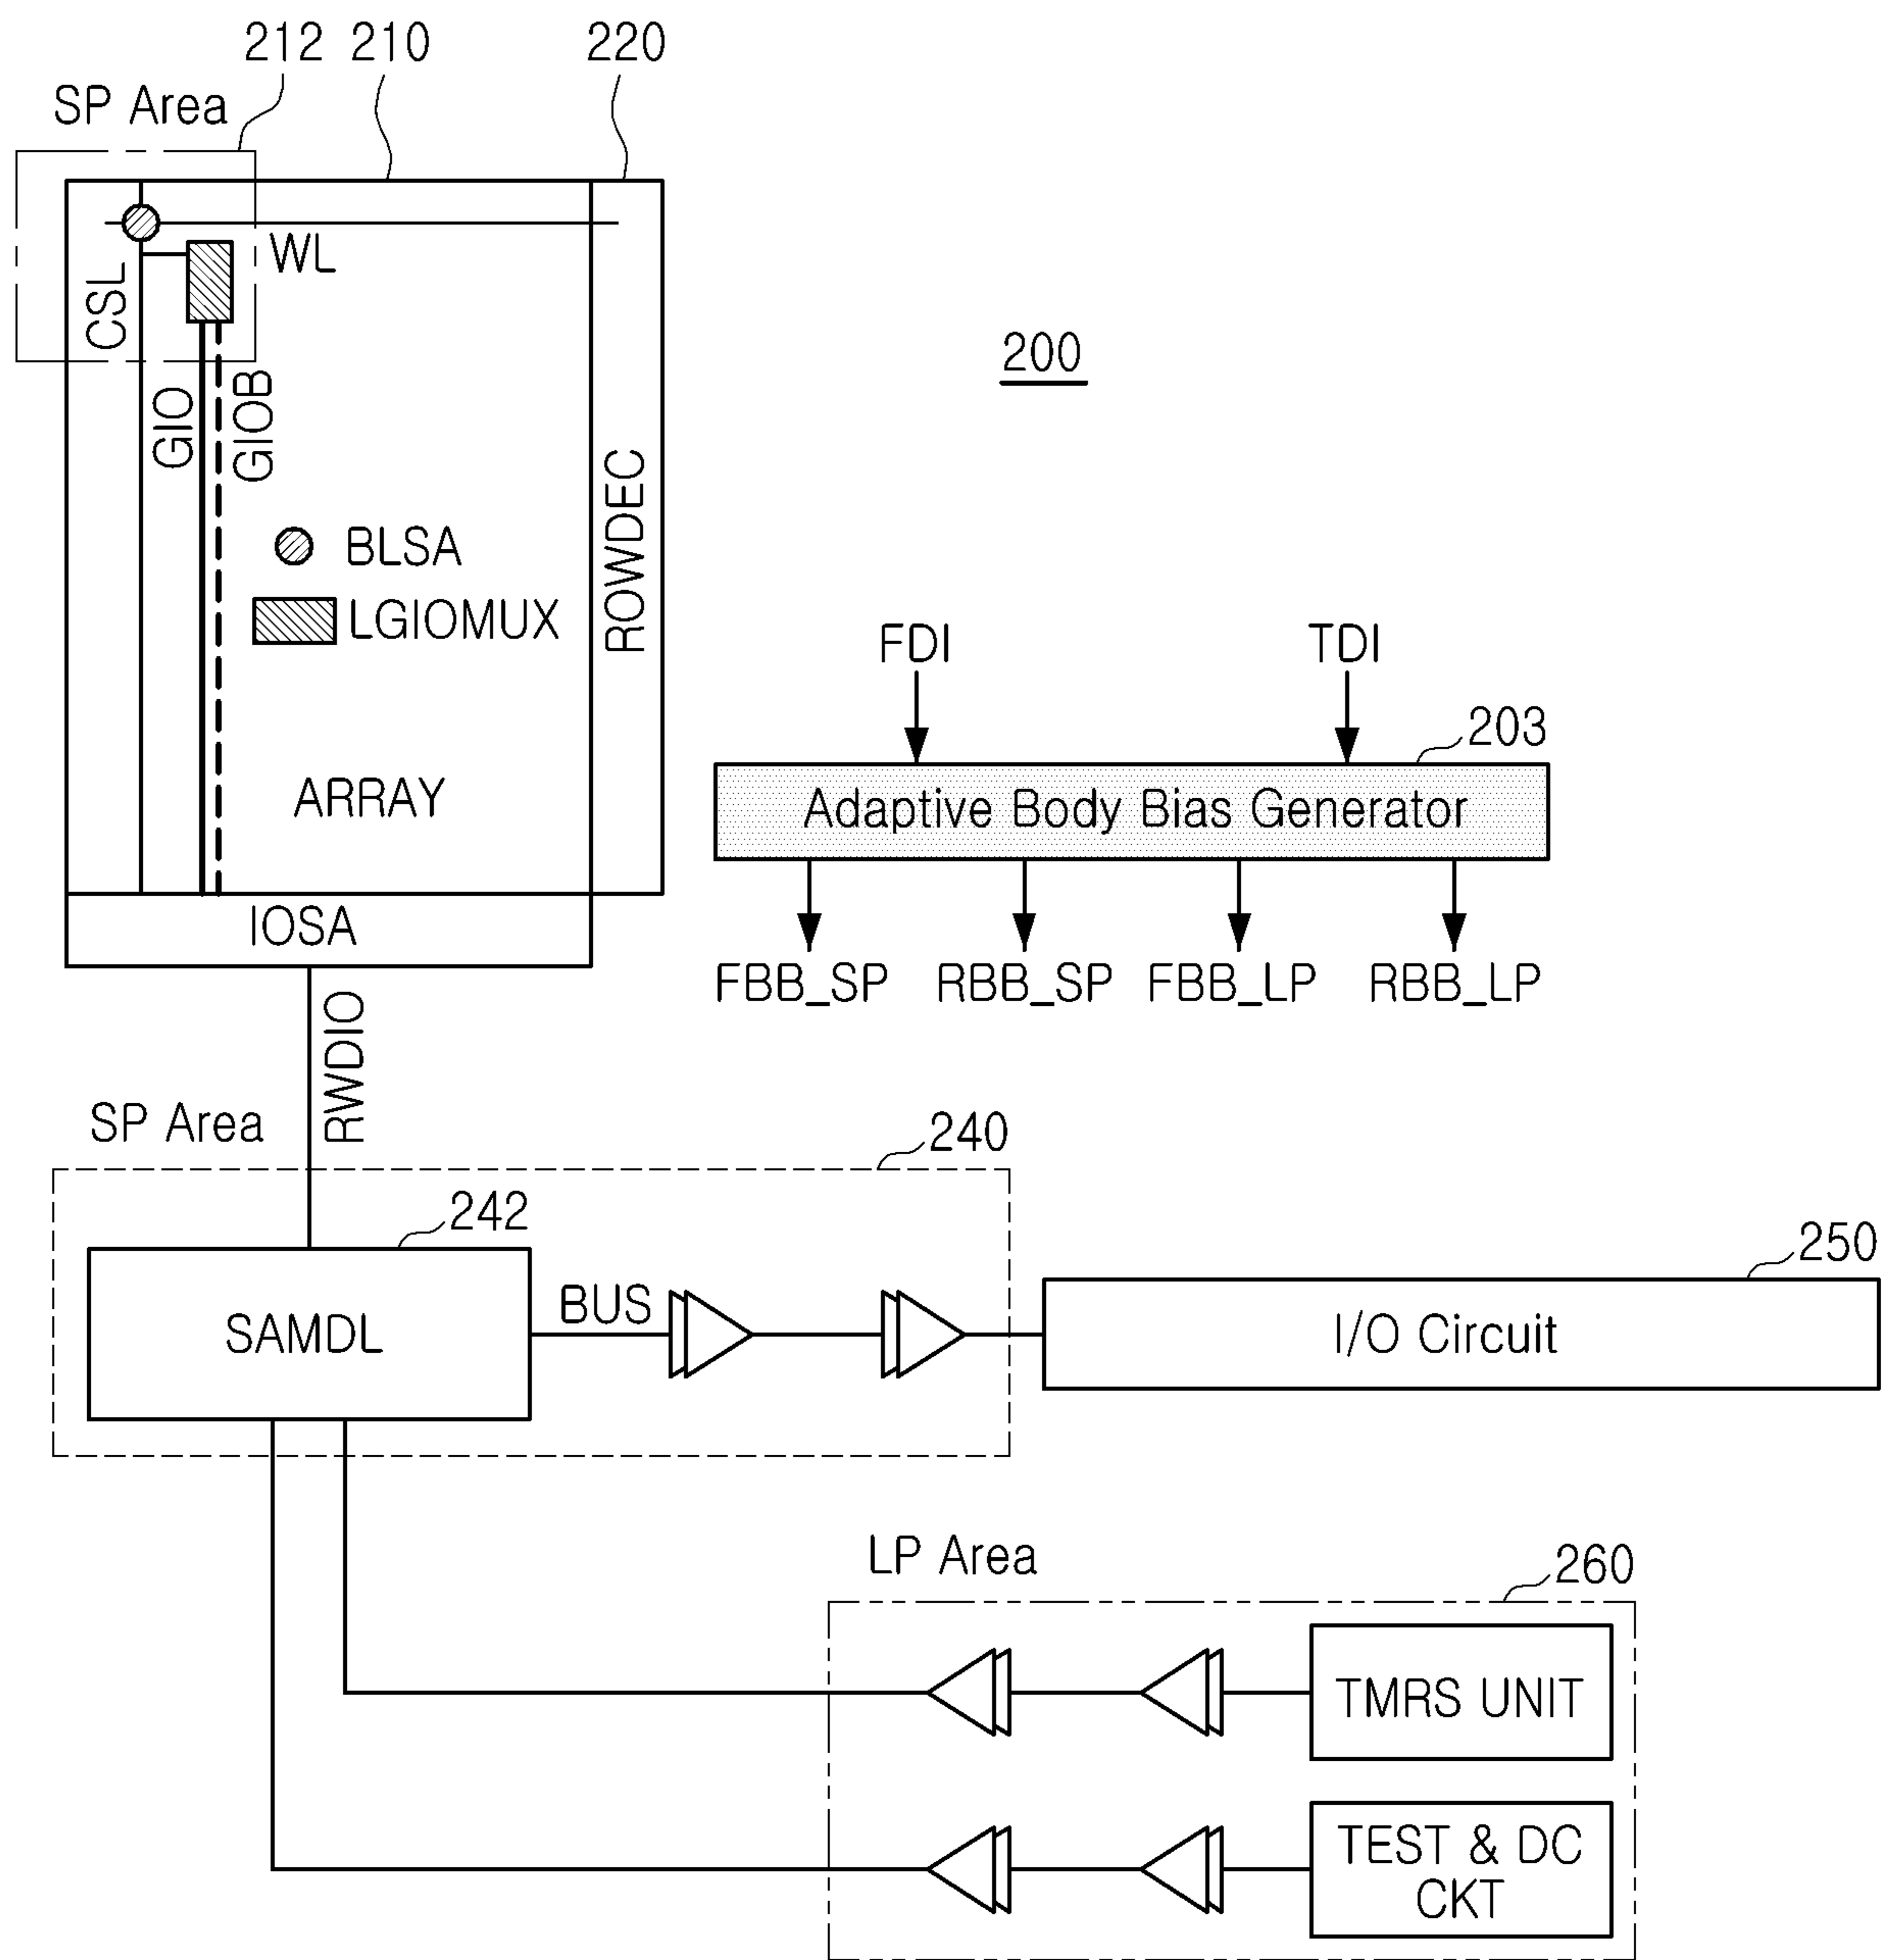 212 210 220
SP Area
WL
CSL
GIO
GIOB
200
BLSA
LGIOMUX
ROWDEC
FDI TDI
203
ARRAY
Adaptive Body Bias Generator
IOSA
FBB_SP RBB_SP FBB_LP RBB_LP
RWDIO
SP Area
240
242
250
SAMDL
BUS
I/O Circuit
LP Area
260
TMRS UNIT
TEST & DC
CKT